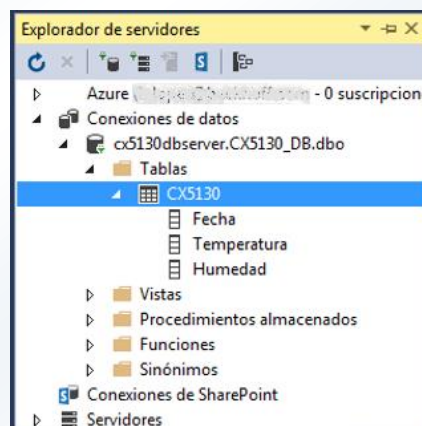 Explorador de servidores
Azure - 0 suscripcion
Conexiones de datos
cx5130dbserver.CX5130_DB.dbo
Tablas
CX5130
Fecha
Temperatura
Humedad
Vistas
Procedimientos almacenados
Funciones
Sinónimos
Conexiones de SharePoint
Servidores